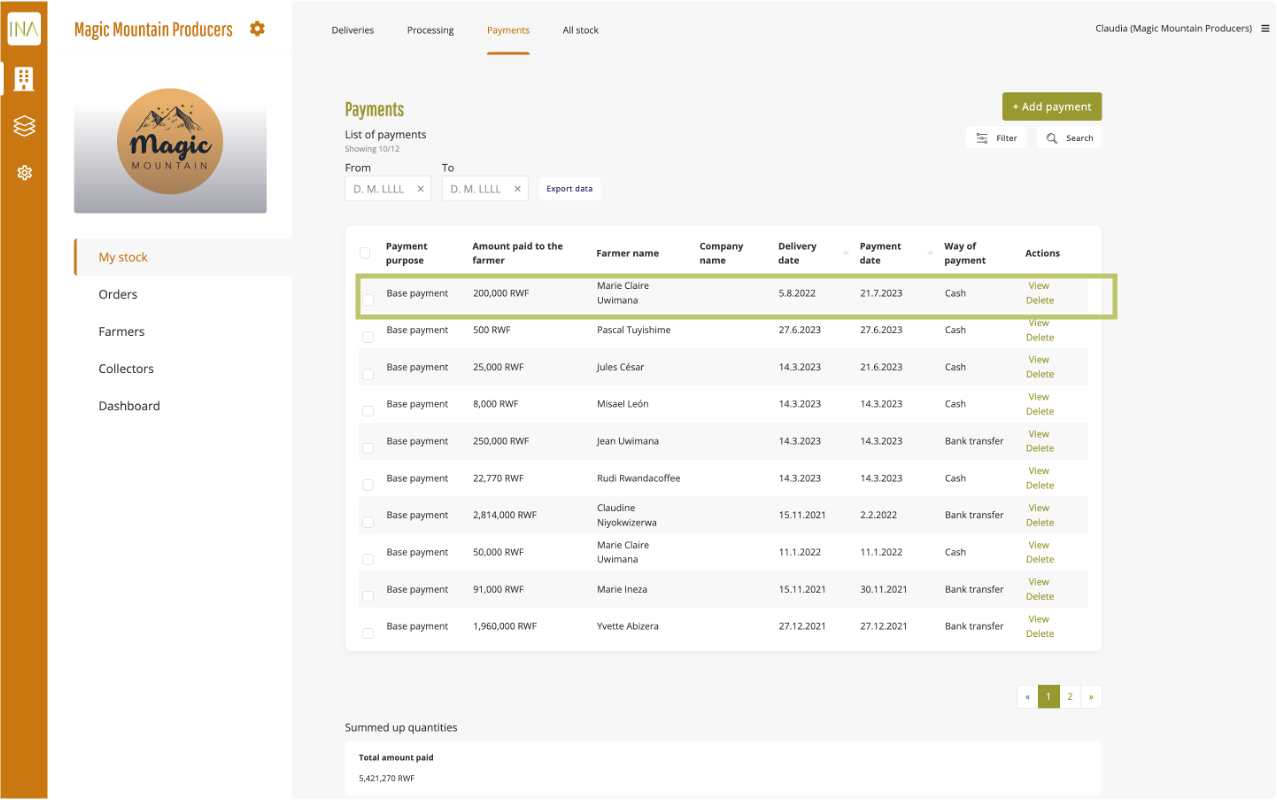 INA
Magic Mountain Producers
Deliveries Processing Payments All stock
Claudia (Magic Mountain Producers)
Magic
MOUNTAIN
My stock
Orders
Farmers
Collectors
Dashboard
Payments
+ Add payment
List of payments
Showing 10/12
Filter Search
From To
D. M. LLLL × D. M. LLLL × Export data
Payment purpose Amount paid to the farmer Farmer name Company name Delivery date Payment date Way of payment Actions
Base payment 200,000 RWF Marie Claire Uwimana 5.8.2022 21.7.2023 Cash View Delete
Base payment 500 RWF Pascal Tuyishime 27.6.2023 27.6.2023 Cash View Delete
Base payment 25,000 RWF Jules César 14.3.2023 21.6.2023 Cash View Delete
Base payment 8,000 RWF Misael León 14.3.2023 14.3.2023 Cash View Delete
Base payment 250,000 RWF Jean Uwimana 14.3.2023 14.3.2023 Bank transfer View Delete
Base payment 22,770 RWF Rudi Rwandacoffee 14.3.2023 14.3.2023 Cash View Delete
Base payment 2,814,000 RWF Claudine Niyokwizerwa 15.11.2021 2.2.2022 Bank transfer View Delete
Base payment 50,000 RWF Marie Claire Uwimana 11.1.2022 11.1.2022 Cash View Delete
Base payment 91,000 RWF Marie Ineza 15.11.2021 30.11.2021 Bank transfer View Delete
Base payment 1,960,000 RWF Yvette Abizera 27.12.2021 27.12.2021 Bank transfer View Delete
« 1 2 »
Summed up quantities
Total amount paid
5,421,270 RWF